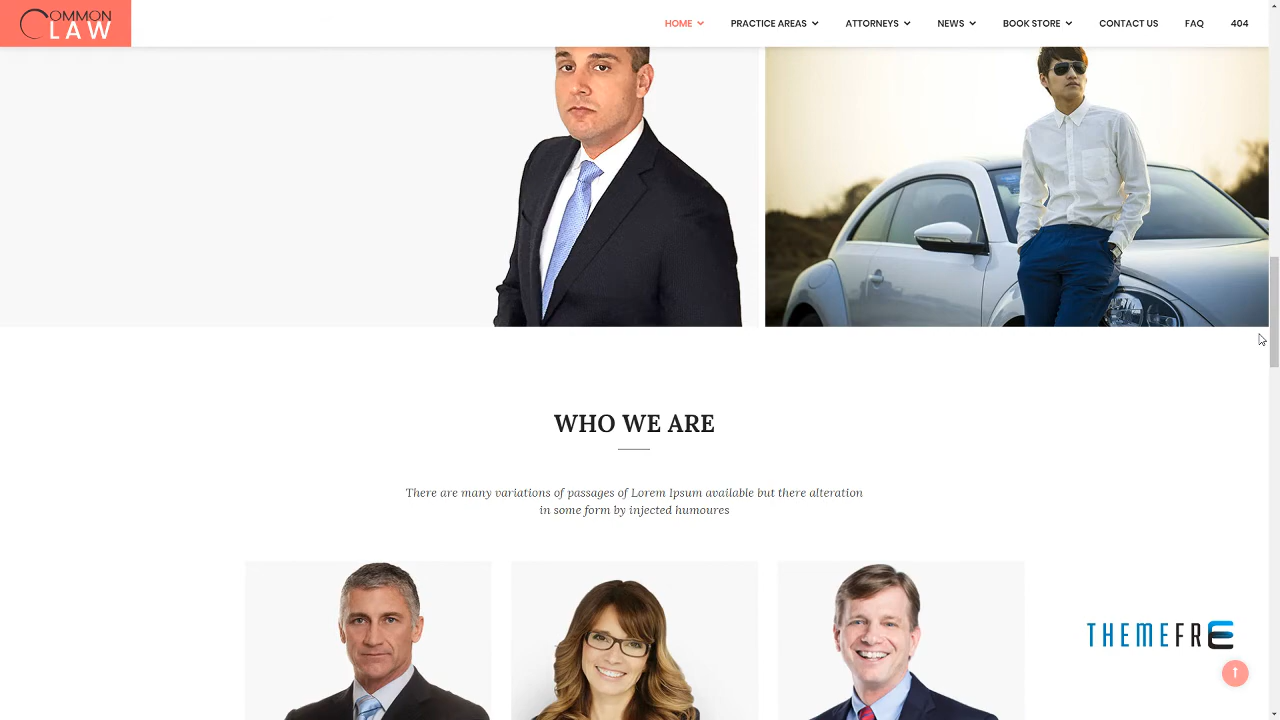 COMMON
LAW
HOME
PRACTICE AREAS
ATTORNEYS
NEWS
BOOK STORE
CONTACT US
FAQ
404
WHO WE ARE
There are many variations of passages of Lorem Ipsum available but there alteration
in some form by injected humoures
THEMEFRE